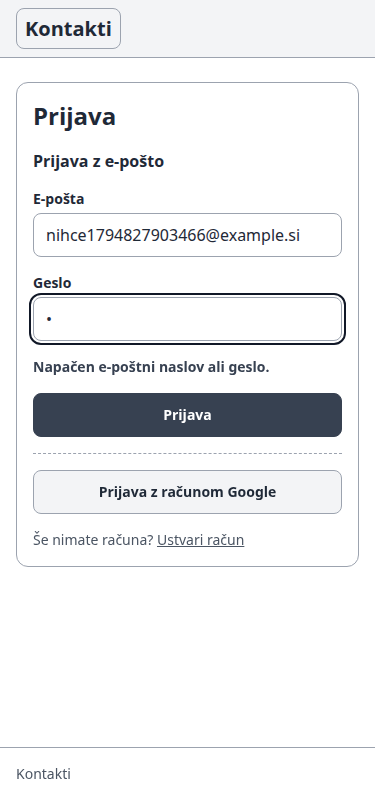 Kontakti
Prijava
Prijava z e-pošto
E-pošta
nihce1794827903466@example.si
Geslo
•
Napačen e-poštni naslov ali geslo.
Prijava
Prijava z računom Google
Še nimate računa? Ustvari račun
Kontakti